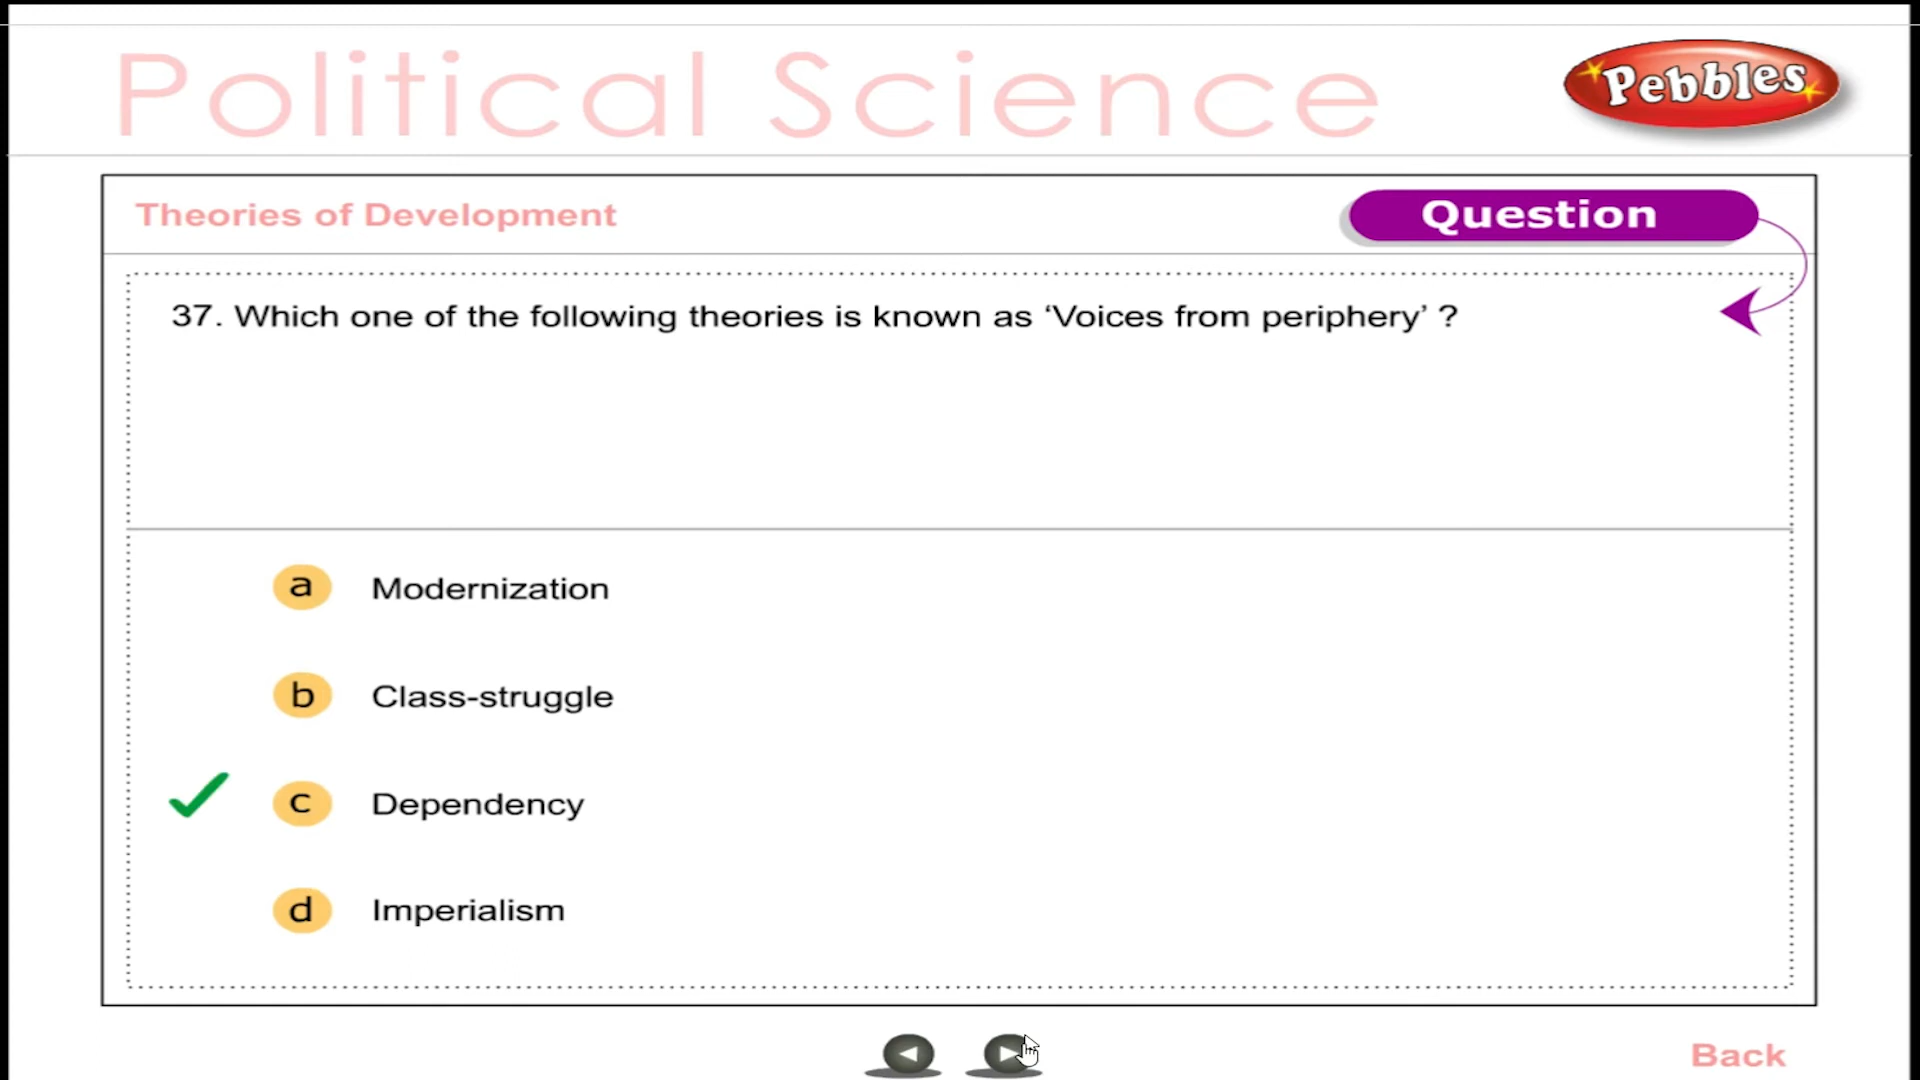 Political Science
Pebbles
Theories of Development
Question
37. Which one of the following theories is known as ‘Voices from periphery’ ?
a Modernization
b Class-struggle
c Dependency
d Imperialism
Back